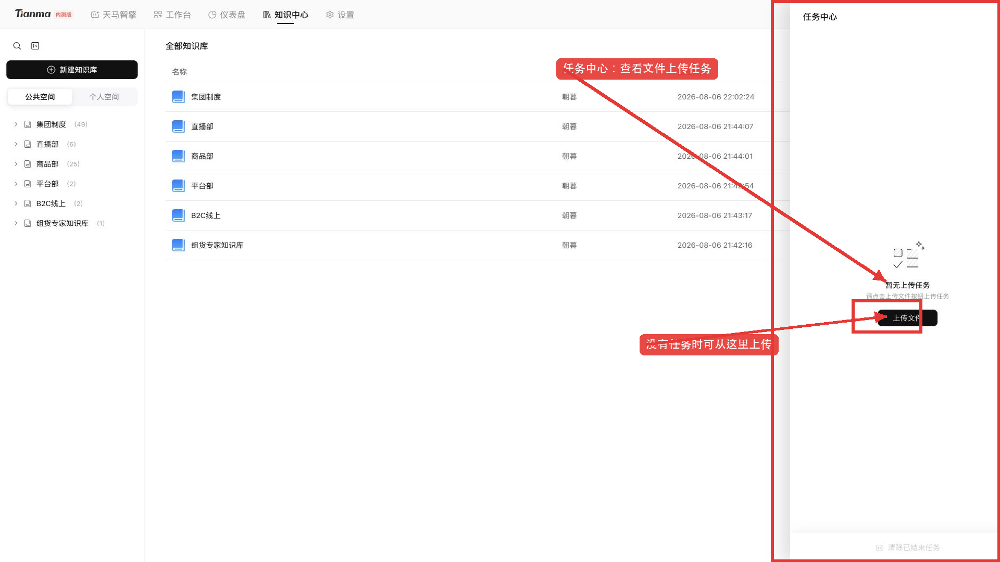 Tianma 内测版 天马智擎 工作台 仪表盘 知识中心 设置
任务中心
新建知识库
公共空间 个人空间
集团制度 (49)
直播部 (6)
商品部 (25)
平台部 (2)
B2C线上 (2)
组货专家知识库 (1)
全部知识库
名称
任务中心：查看文件上传任务
集团制度 朝暮 2026-08-06 22:02:24
直播部 朝暮 2026-08-06 21:44:07
商品部 朝暮 2026-08-06 21:44:01
平台部 朝暮 2026-08-06 21:43:54
B2C线上 朝暮 2026-08-06 21:43:17
组货专家知识库 朝暮 2026-08-06 21:42:16
暂无上传任务
请点击上传文件按钮上传任务
上传文件
没有任务时可从这里上传
清除已结束任务